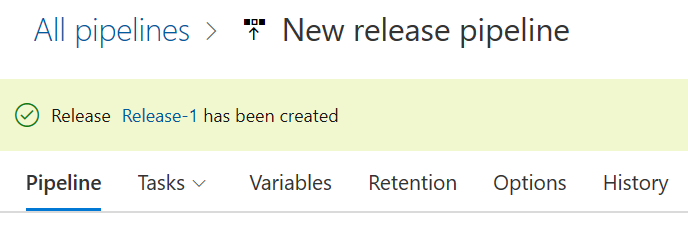 All pipelines > New release pipeline
Release Release-1 has been created
Pipeline Tasks Variables Retention Options History